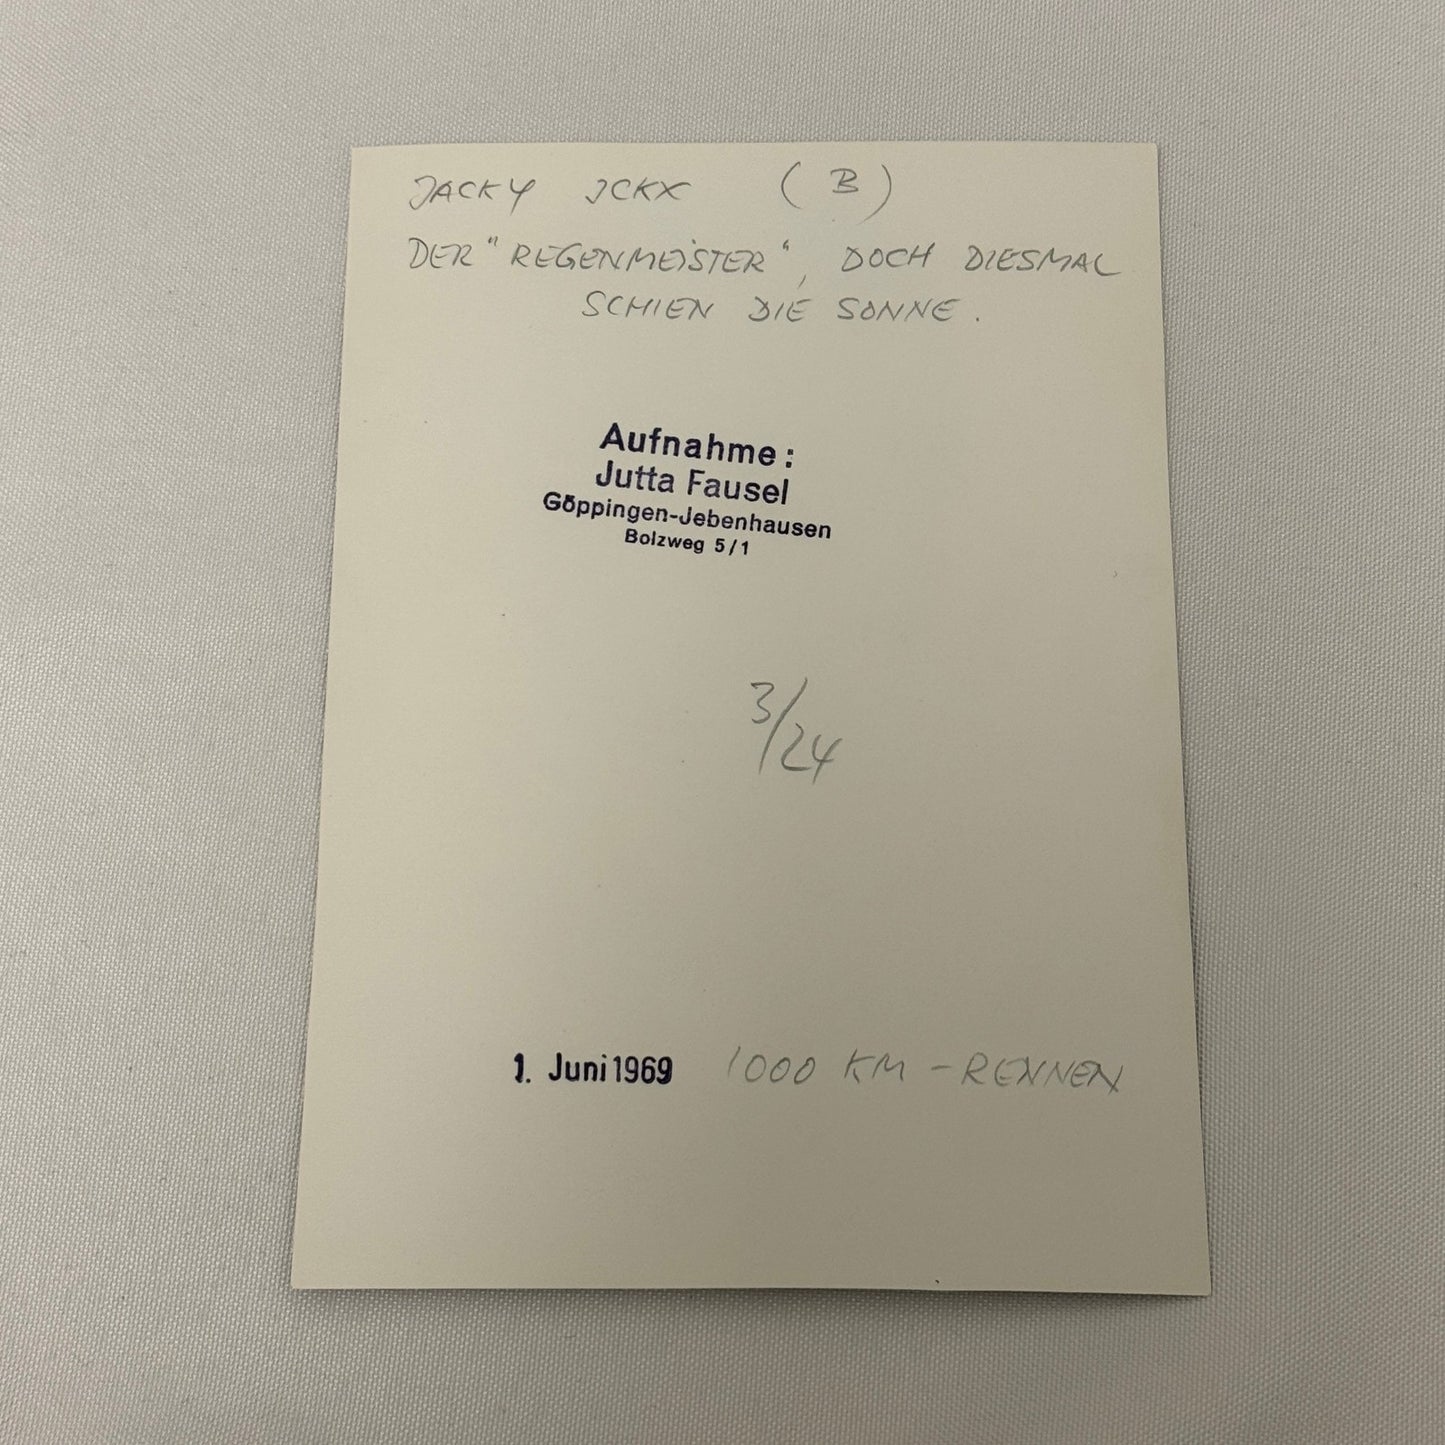 JACKY ICKX (B)
DER "REGENMEISTER", DOCH DIESMAL
SCHIEN DIE SONNE.
Aufnahme:
Jutta Fausel
Göppingen-Jebenhausen
Bolzweg 5/1
3/24
1. Juni 1969 1000 KM - RENNEN